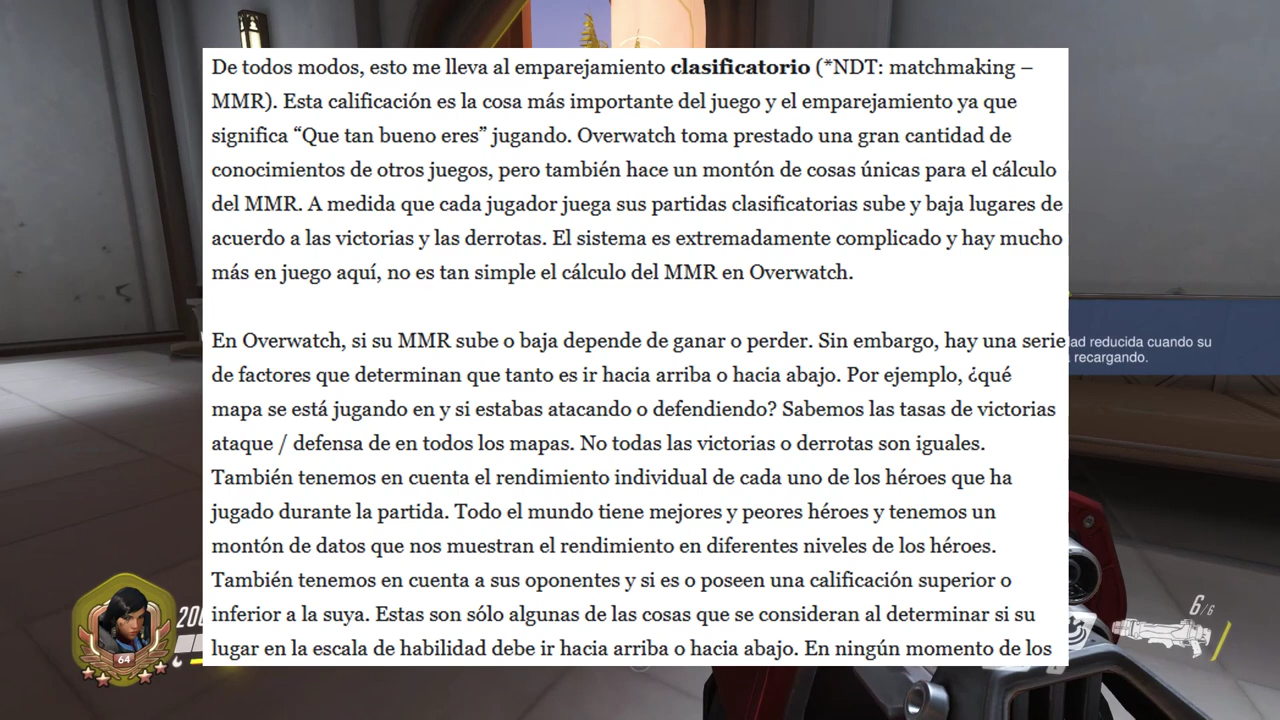 De todos modos, esto me lleva al emparejamiento clasificatorio (*NDT: matchmaking –
MMR). Esta calificación es la cosa más importante del juego y el emparejamiento ya que
significa “Que tan bueno eres” jugando. Overwatch toma prestado una gran cantidad de
conocimientos de otros juegos, pero también hace un montón de cosas únicas para el cálculo
del MMR. A medida que cada jugador juega sus partidas clasificatorias sube y baja lugares de
acuerdo a las victorias y las derrotas. El sistema es extremadamente complicado y hay mucho
más en juego aquí, no es tan simple el cálculo del MMR en Overwatch.
En Overwatch, si su MMR sube o baja depende de ganar o perder. Sin embargo, hay una serie
de factores que determinan que tanto es ir hacia arriba o hacia abajo. Por ejemplo, ¿qué
mapa se está jugando en y si estabas atacando o defendiendo? Sabemos las tasas de victorias
ataque / defensa de en todos los mapas. No todas las victorias o derrotas son iguales.
También tenemos en cuenta el rendimiento individual de cada uno de los héroes que ha
jugado durante la partida. Todo el mundo tiene mejores y peores héroes y tenemos un
montón de datos que nos muestran el rendimiento en diferentes niveles de los héroes.
También tenemos en cuenta a sus oponentes y si es o poseen una calificación superior o
inferior a la suya. Estas son sólo algunas de las cosas que se consideran al determinar si su
lugar en la escala de habilidad debe ir hacia arriba o hacia abajo. En ningún momento de los
reducida cuando su
recargando.
64
200
6/6